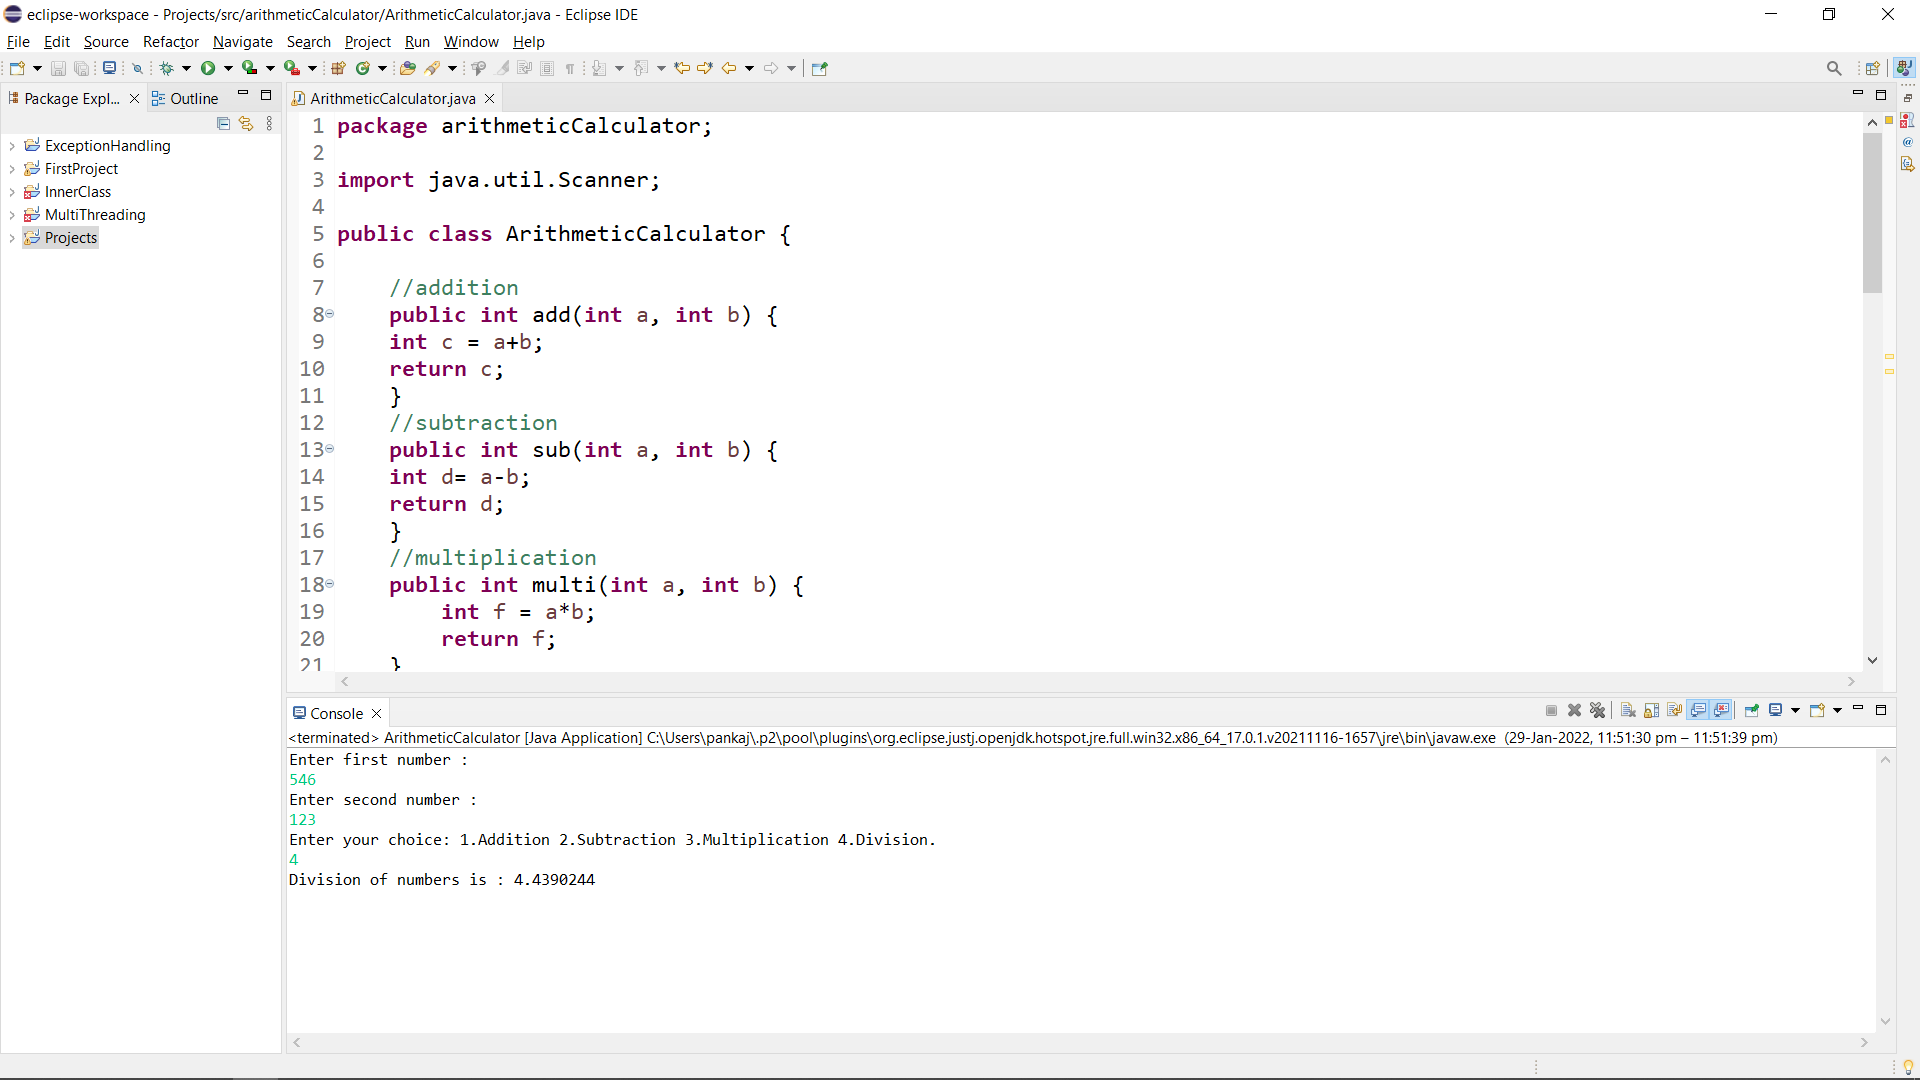 eclipse-workspace - Projects/src/arithmeticCalculator/ArithmeticCalculator.java - Eclipse IDE
File Edit Source Refactor Navigate Search Project Run Window Help
Package Expl... Outline
ExceptionHandling
FirstProject
InnerClass
MultiThreading
Projects
ArithmeticCalculator.java
1 package arithmeticCalculator;
2
3 import java.util.Scanner;
4
5 public class ArithmeticCalculator {
6
7 //addition
8 public int add(int a, int b) {
9 int c = a+b;
10 return c;
11 }
12 //subtraction
13 public int sub(int a, int b) {
14 int d= a-b;
15 return d;
16 }
17 //multiplication
18 public int multi(int a, int b) {
19 int f = a*b;
20 return f;
21 }
Console
<terminated> ArithmeticCalculator [Java Application] C:\Users\pankaj\.p2\pool\plugins\org.eclipse.justj.openjdk.hotspot.jre.full.win32.x86_64_17.0.1.v20211116-1657\jre\bin\javaw.exe (29-Jan-2022, 11:51:30 pm – 11:51:39 pm)
Enter first number :
546
Enter second number :
123
Enter your choice: 1.Addition 2.Subtraction 3.Multiplication 4.Division.
4
Division of numbers is : 4.4390244